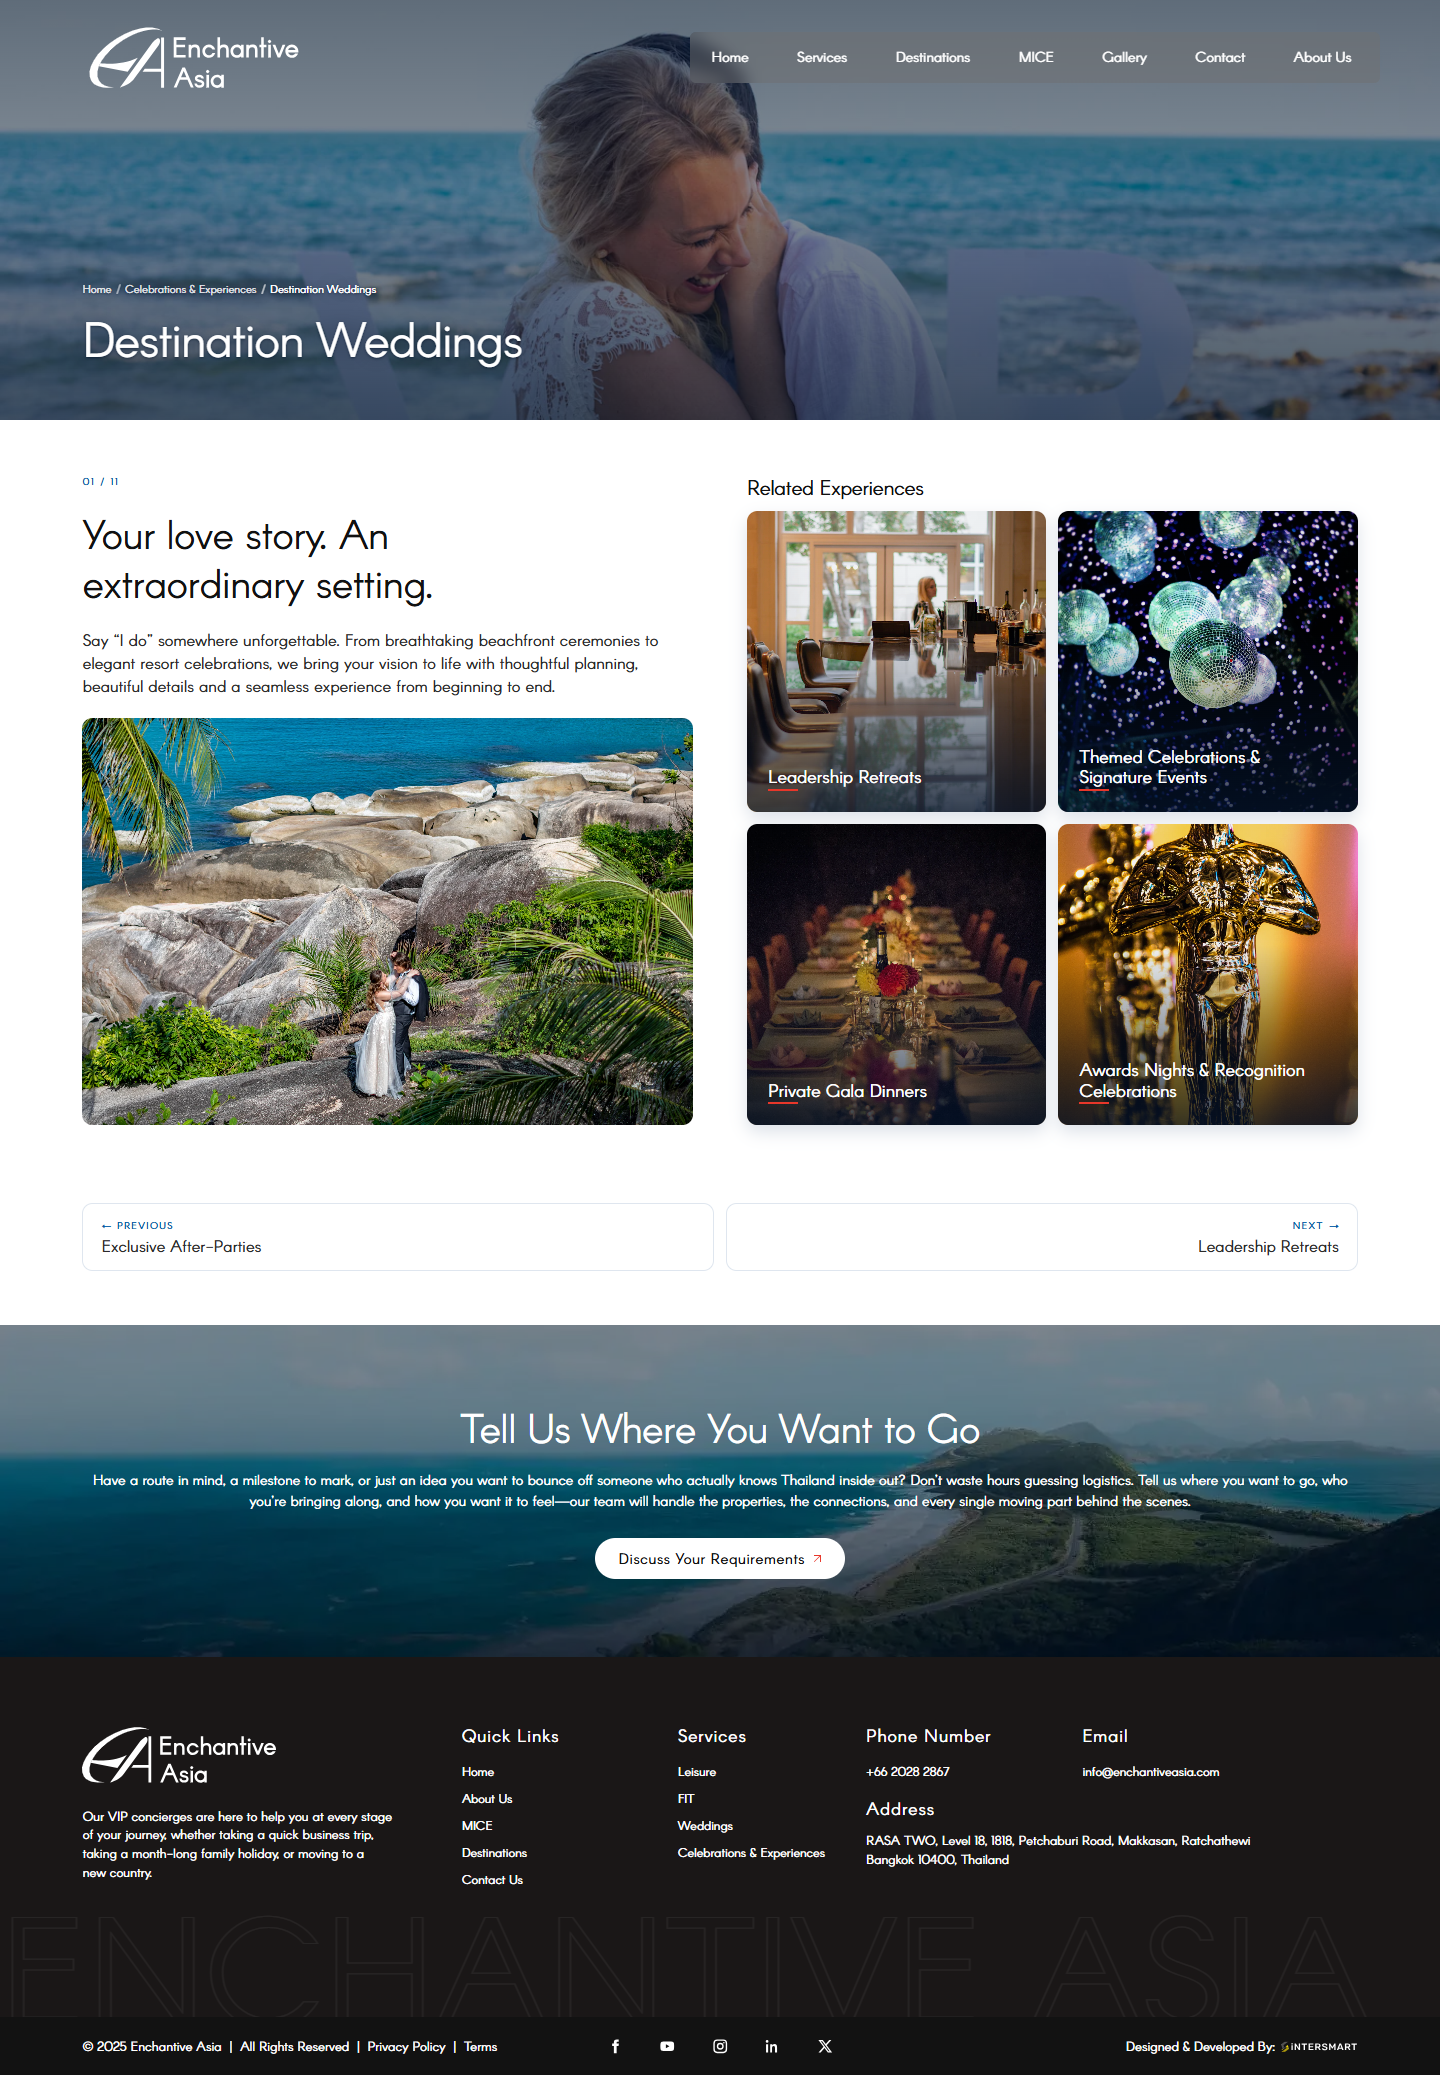 Enchantive
Asia
Home
Services
Destinations
MICE
Gallery
Contact
About Us
Home / Celebrations & Experiences / Destination Weddings
Destination Weddings
01 / 11
Your love story. An
extraordinary setting.
Say “I do” somewhere unforgettable. From breathtaking beachfront ceremonies to
elegant resort celebrations, we bring your vision to life with thoughtful planning,
beautiful details and a seamless experience from beginning to end.
Related Experiences
Leadership Retreats
Themed Celebrations &
Signature Events
Private Gala Dinners
Awards Nights & Recognition
Celebrations
← PREVIOUS
Exclusive After-Parties
NEXT →
Leadership Retreats
Tell Us Where You Want to Go
Have a route in mind, a milestone to mark, or just an idea you want to bounce off someone who actually knows Thailand inside out? Don’t waste hours guessing logistics. Tell us where you want to go, who
you’re bringing along, and how you want it to feel—our team will handle the properties, the connections, and every single moving part behind the scenes.
Discuss Your Requirements
Enchantive
Asia
Our VIP concierges are here to help you at every stage
of your journey, whether taking a quick business trip,
taking a month-long family holiday, or moving to a
new country.
Quick Links
Home
About Us
MICE
Destinations
Contact Us
Services
Leisure
FIT
Weddings
Celebrations & Experiences
Phone Number
+66 2028 2867
Email
info@enchantiveasia.com
Address
RASA TWO, Level 18, 1818, Petchaburi Road, Makkasan, Ratchathewi
Bangkok 10400, Thailand
ENCHANTIVE ASIA
© 2025 Enchantive Asia | All Rights Reserved | Privacy Policy | Terms
Designed & Developed By: INTERSMART